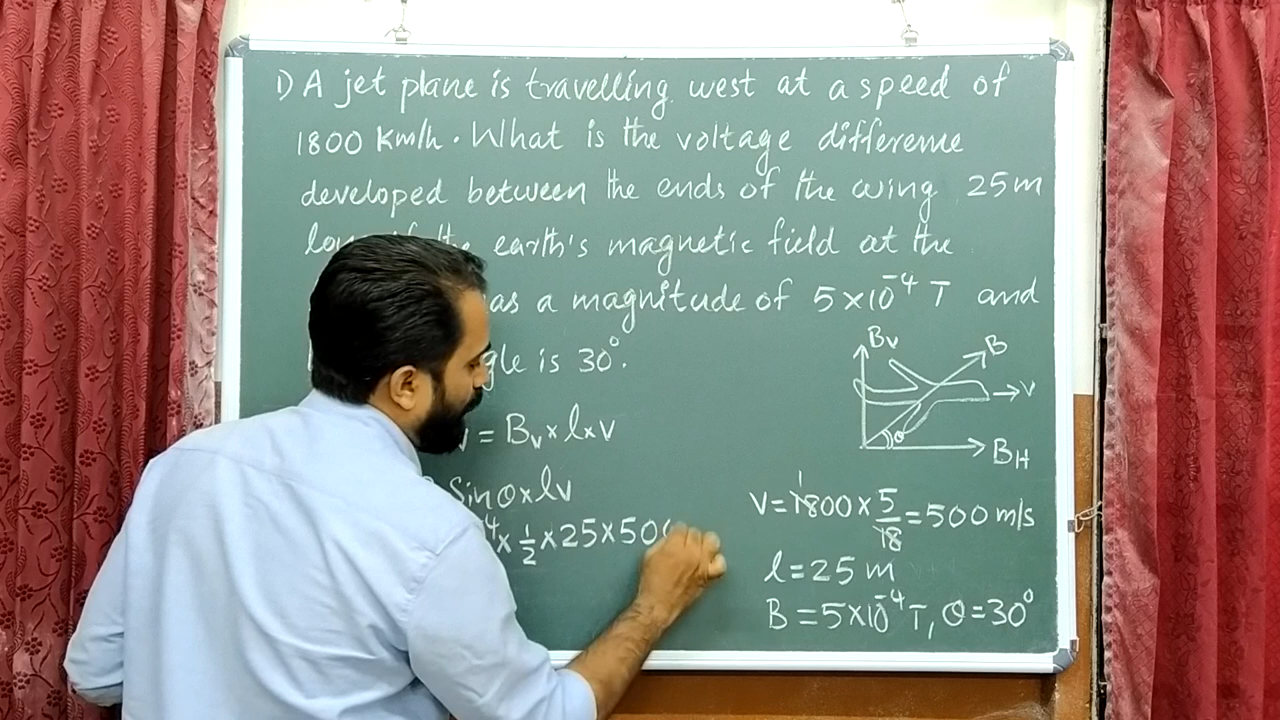 1) A jet plane is travelling west at a speed of
1800 Km/h. What is the voltage difference
developed between the ends of the wing 25m
if the earth's magnetic field at the
as a magnitude of 5×10⁻⁴ T and
gle is 30°.
Bv
B
V
θ
BH
v = Bv×l×v
Sinθ×lv
4×1/2×25×500
V=1800×5/18=500 m/s
1
l=25 m
B=5×10⁻⁴ T, θ=30°